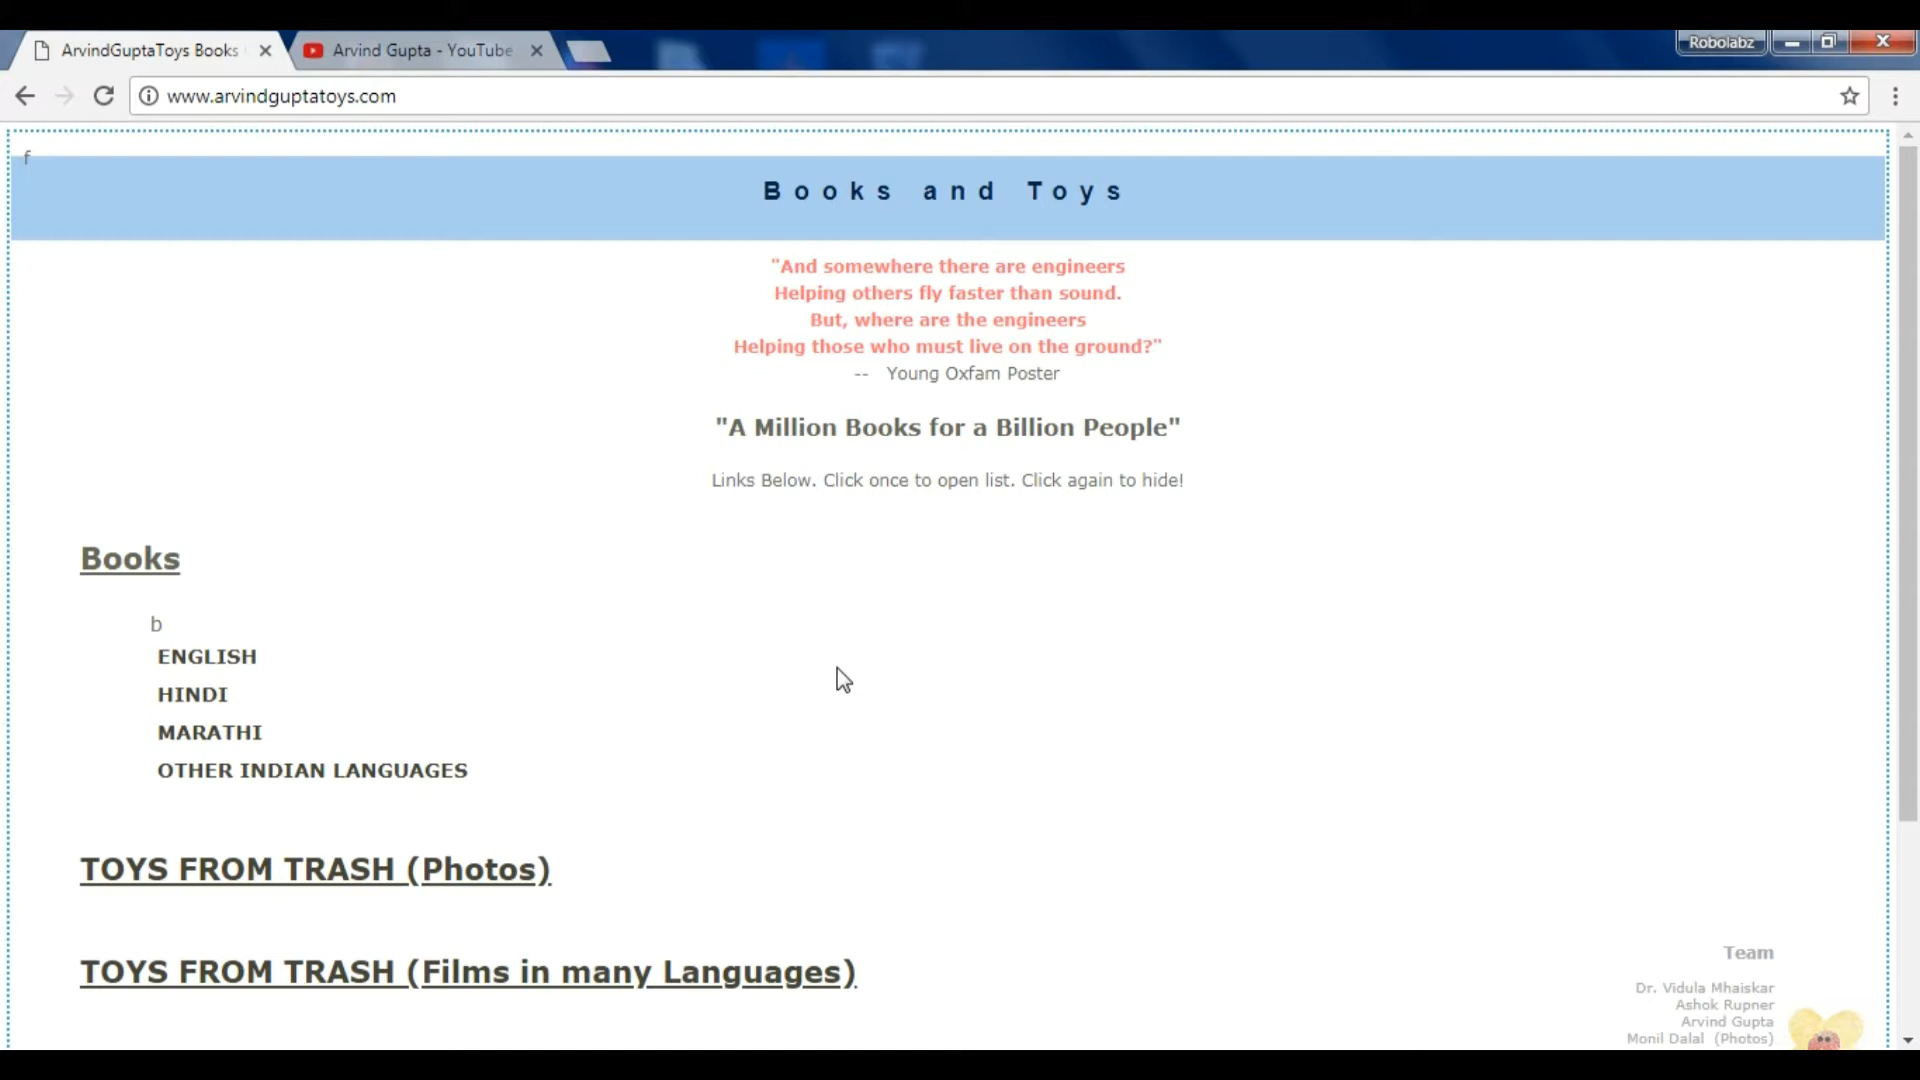 ArvindGuptaToys Books
Arvind Gupta - YouTube
Robolabz
www.arvindguptatoys.com
f
Books and Toys
"And somewhere there are engineers
Helping others fly faster than sound.
But, where are the engineers
Helping those who must live on the ground?"
-- Young Oxfam Poster
"A Million Books for a Billion People"
Links Below. Click once to open list. Click again to hide!
Books
b
ENGLISH
HINDI
MARATHI
OTHER INDIAN LANGUAGES
TOYS FROM TRASH (Photos)
TOYS FROM TRASH (Films in many Languages)
Team
Dr. Vidula Mhaiskar
Ashok Rupner
Arvind Gupta
Monil Dalal (Photos)